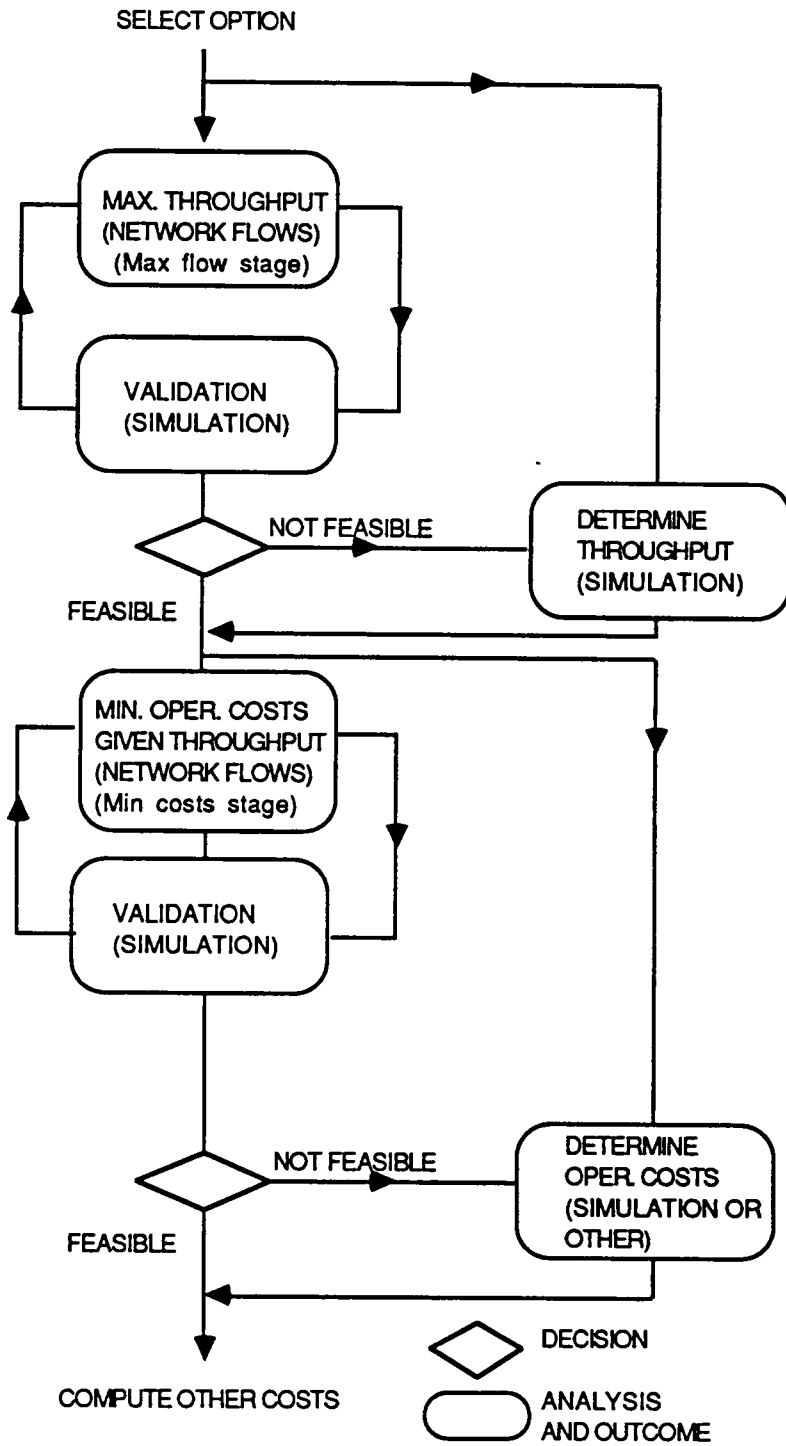 SELECT OPTION
MAX. THROUGHPUT
(NETWORK FLOWS)
(Max flow stage)
VALIDATION
(SIMULATION)
NOT FEASIBLE
DETERMINE
THROUGHPUT
(SIMULATION)
FEASIBLE
MIN. OPER. COSTS
GIVEN THROUGHPUT
(NETWORK FLOWS)
(Min costs stage)
VALIDATION
(SIMULATION)
NOT FEASIBLE
DETERMINE
OPER. COSTS
(SIMULATION OR
OTHER)
FEASIBLE
DECISION
COMPUTE OTHER COSTS
ANALYSIS
AND OUTCOME